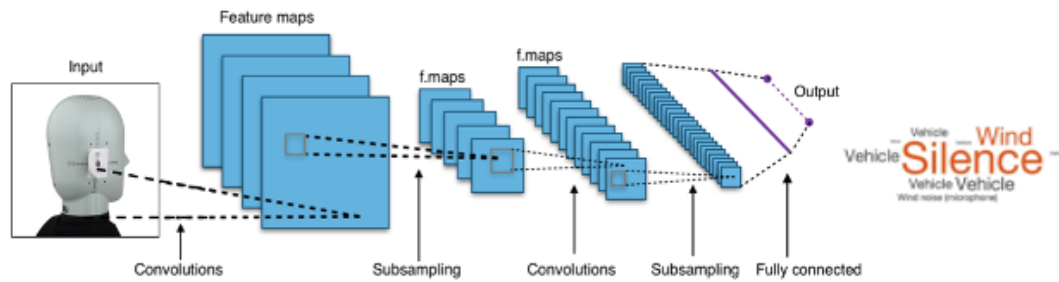 Feature maps
Input
f.maps
f.maps
Output
Convolutions
Subsampling
Convolutions
Subsampling
Fully connected
Vehicle
Wind
Vehicle
Silence
Vehicle
Vehicle
Wind noise (microphone)